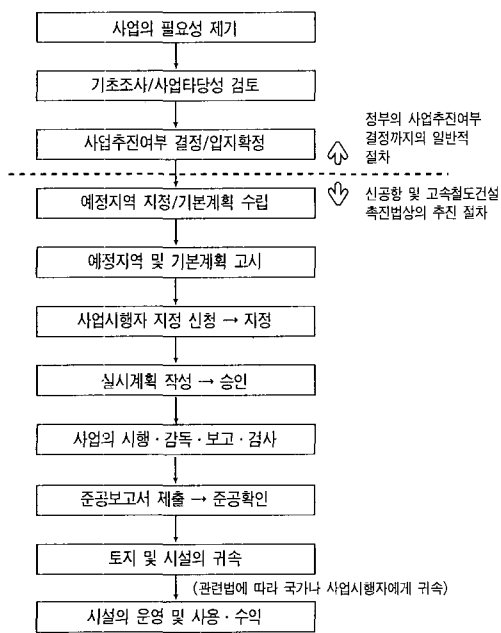 사업의 필요성 제기
기초조사/사업타당성 검토
사업추진여부 결정/입지확정
정부의 사업추진여부
결정까지의 일반적
절차
예정지역 지정/기본계획 수립
신공항 및 고속철도건설
촉진법상의 추진 절차
예정지역 및 기본계획 고시
사업시행자 지정 신청 → 지정
실시계획 작성 → 승인
사업의 시행·감독·보고·검사
준공보고서 제출 → 준공확인
토지 및 시설의 귀속
(관련법에 따라 국가나 사업시행자에게 귀속)
시설의 운영 및 사용·수익